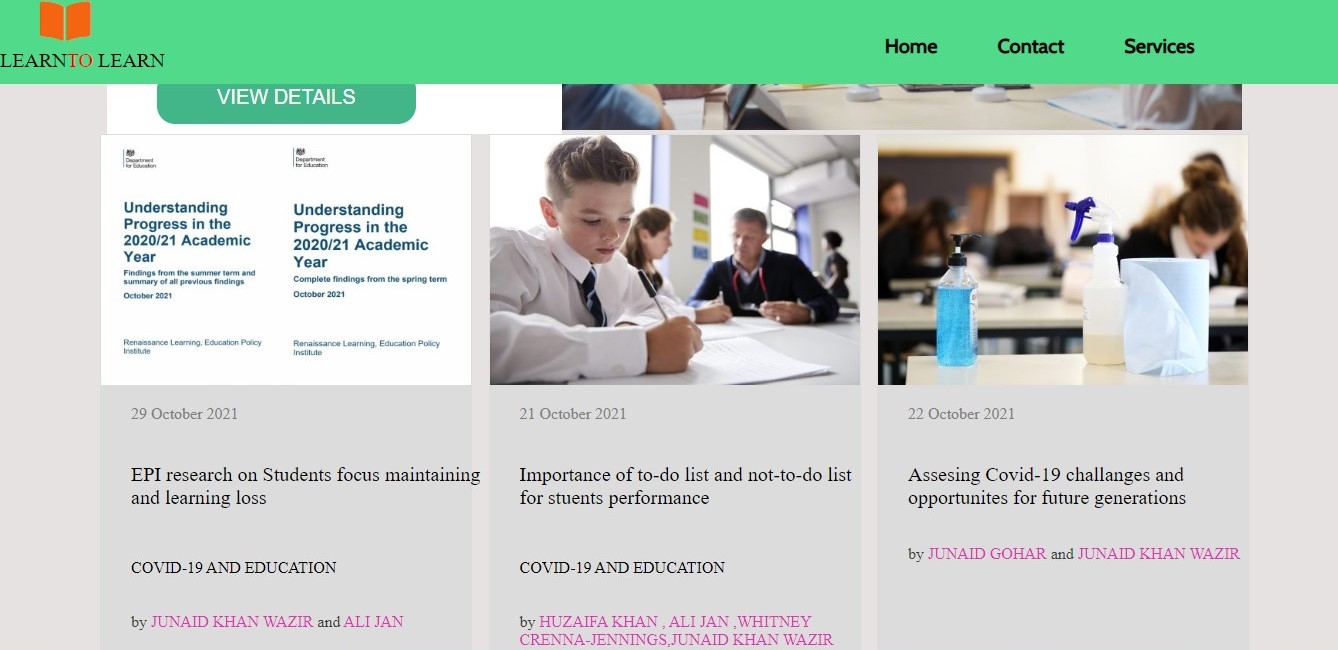 LEARNTO LEARN
Home Contact Services
VIEW DETAILS
Department
for Education
Understanding
Progress in the
2020/21 Academic
Year
Findings from the summer term and
summary of all previous findings
October 2021
Renaissance Learning, Education Policy
Institute
Department
for Education
Understanding
Progress in the
2020/21 Academic
Year
Complete findings from the spring term
October 2021
Renaissance Learning, Education Policy
Institute
29 October 2021
EPI research on Students focus maintaining
and learning loss
COVID-19 AND EDUCATION
by JUNAID KHAN WAZIR and ALI JAN
21 October 2021
Importance of to-do list and not-to-do list
for stuents performance
COVID-19 AND EDUCATION
by HUZAIFA KHAN , ALI JAN ,WHITNEY
CRENNA-JENNINGS,JUNAID KHAN WAZIR
22 October 2021
Assesing Covid-19 challanges and
opportunites for future generations
by JUNAID GOHAR and JUNAID KHAN WAZIR